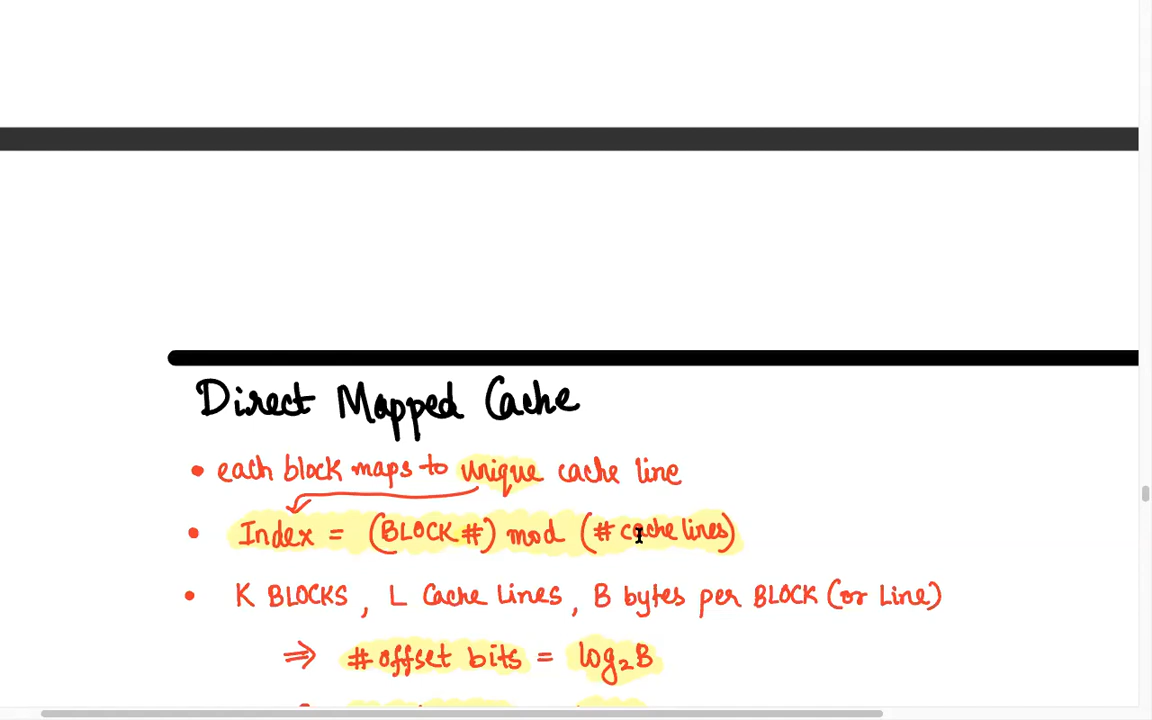 Direct Mapped Cache
• each block maps to unique cache line
• Index = (BLOCK #) mod (# cache lines)
• K BLOCKS, L Cache Lines, B bytes per BLOCK (or Line)
⇒ #offset bits = log₂B